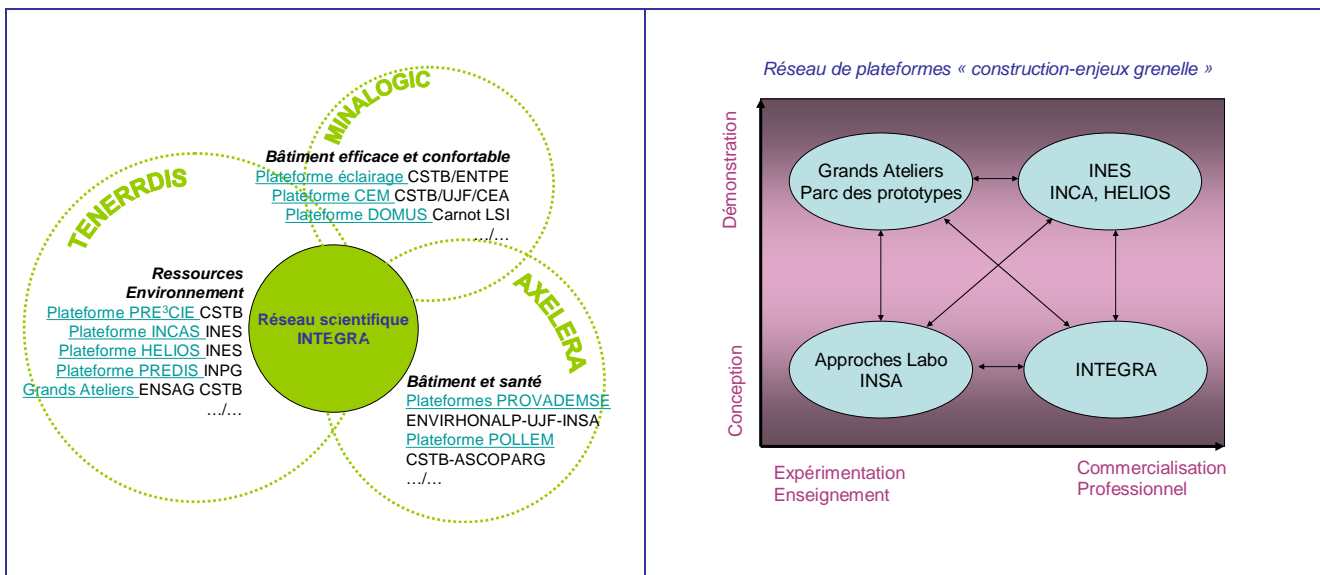 MINALOGIC
Bâtiment efficace et confortable
Plateforme éclairage CSTB/ENTPE
Plateforme CEM CSTB/UJF/CEA
Plateforme DOMUS Carnot LSI
…/…
TENERRDIS
Ressources
Environnement
Plateforme PRE³CIE CSTB
Plateforme INCAS INES
Plateforme HELIOS INES
Plateforme PREDIS INPG
Grands Ateliers ENSAG CSTB
…/…
Réseau scientifique
INTEGRA
AXELERA
Bâtiment et santé
Plateformes PROVADEMSE
ENVIRHONALP-UJF-INSA
Plateforme POLLEM
CSTB-ASCOPARG
…/…
Réseau de plateformes « construction-enjeux grenelle »
Démonstration
Conception
Grands Ateliers
Parc des prototypes
INES
INCA, HELIOS
Approches Labo
INSA
INTEGRA
Expérimentation
Enseignement
Commercialisation
Professionnel